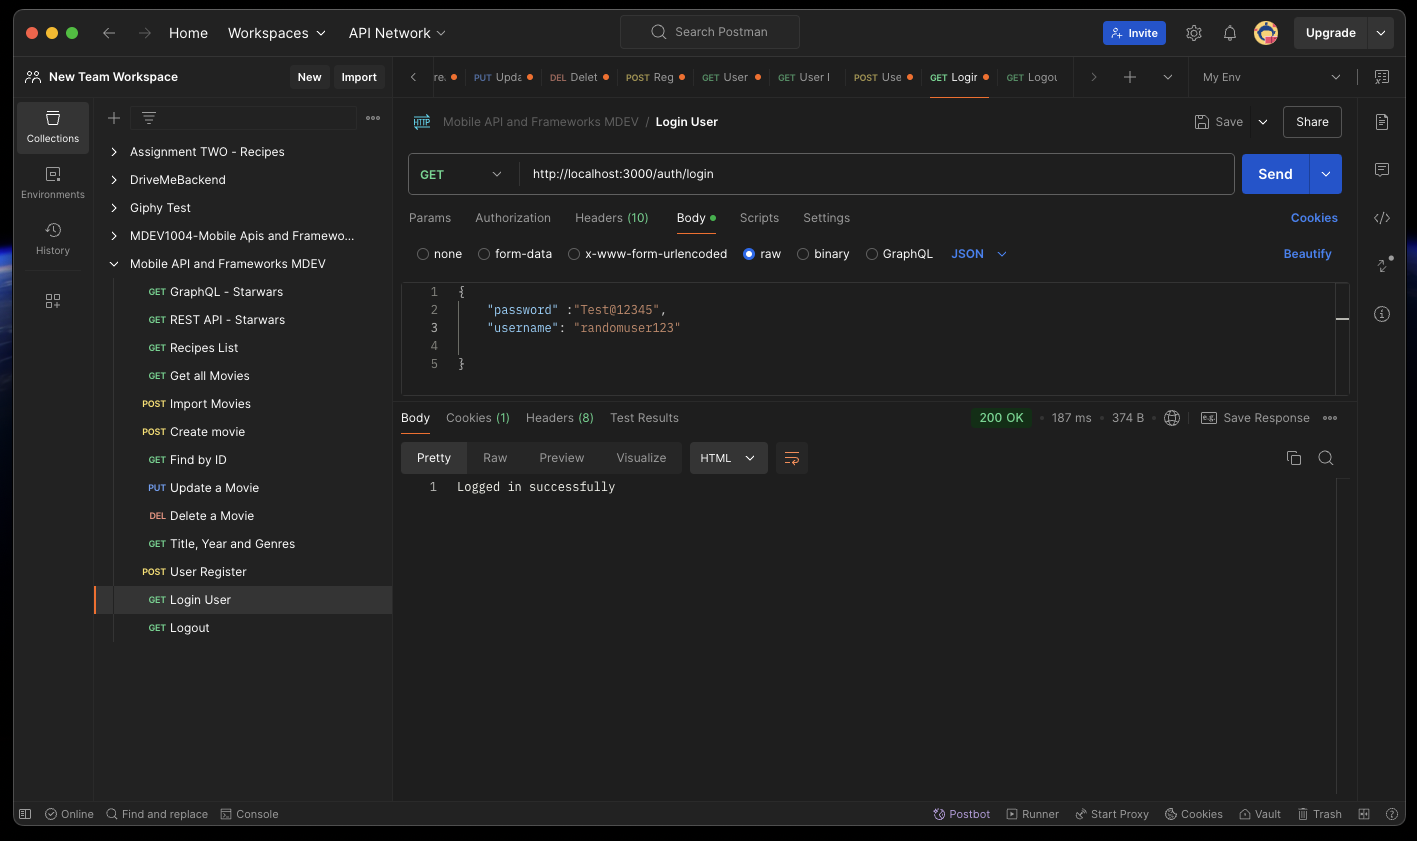 Home Workspaces API Network Search Postman Invite Upgrade
New Team Workspace New Import
PUT Upda DEL Delet POST Reg GET User GET User I POST Use GET Login GET Logou My Env
Collections
Environments
History
Assignment TWO - Recipes
DriveMeBackend
Giphy Test
MDEV1004-Mobile Apis and Framewo...
Mobile API and Frameworks MDEV
GET GraphQL - Starwars
GET REST API - Starwars
GET Recipes List
GET Get all Movies
POST Import Movies
POST Create movie
GET Find by ID
PUT Update a Movie
DEL Delete a Movie
GET Title, Year and Genres
POST User Register
GET Login User
GET Logout
HTTP Mobile API and Frameworks MDEV / Login User Save Share
GET http://localhost:3000/auth/login Send
Params Authorization Headers (10) Body Scripts Settings Cookies
none form-data x-www-form-urlencoded raw binary GraphQL JSON Beautify
1 {
2 "password" :"Test@12345",
3 "username": "randomuser123"
4
5 }
Body Cookies (1) Headers (8) Test Results 200 OK 187 ms 374 B e.g. Save Response
Pretty Raw Preview Visualize HTML
1 Logged in successfully
Online Find and replace Console Postbot Runner Start Proxy Cookies Vault Trash